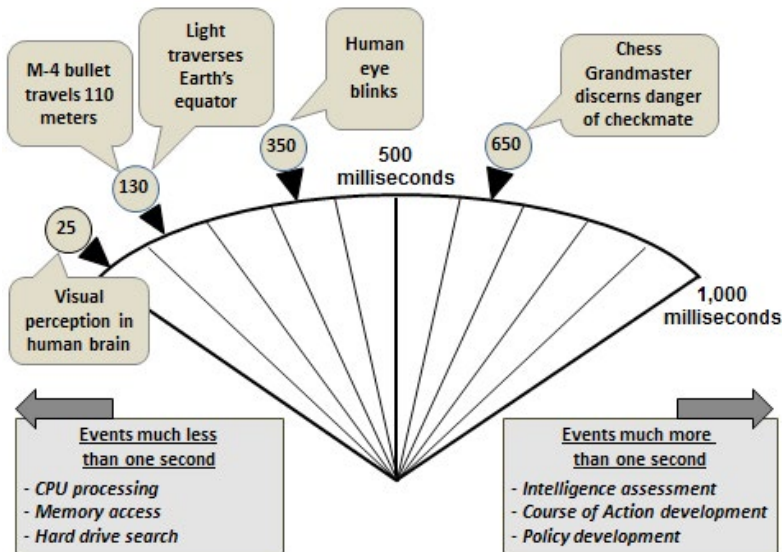 M-4 bullet
travels 110
meters
Light
traverses
Earth's
equator
Human
eye
blinks
Chess
Grandmaster
discerns danger
of checkmate
25
130
350
500
milliseconds
650
1,000
milliseconds
Visual
perception in
human brain
Events much less
than one second
- CPU processing
- Memory access
- Hard drive search
Events much more
than one second
- Intelligence assessment
- Course of Action development
- Policy development